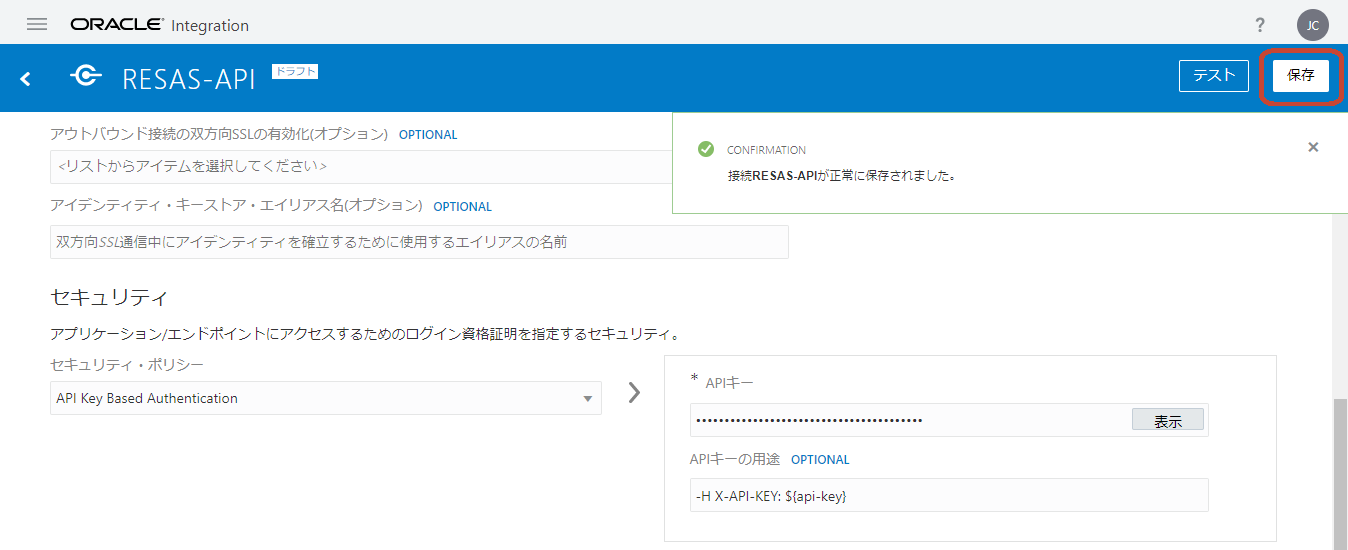 ORACLE Integration
?
JC
RESAS-API ドラフト
テスト
保存
アウトバウンド接続の双方向SSLの有効化(オプション) OPTIONAL
<リストからアイテムを選択してください>
CONFIRMATION
接続RESAS-APIが正常に保存されました。
アイデンティティ・キーストア・エイリアス名(オプション) OPTIONAL
双方向SSL通信中にアイデンティティを確立するために使用するエイリアスの名前
セキュリティ
アプリケーション/エンドポイントにアクセスするためのログイン資格証明を指定するセキュリティ。
セキュリティ・ポリシー
API Key Based Authentication
* APIキー
表示
APIキーの用途 OPTIONAL
-H X-API-KEY: ${api-key}